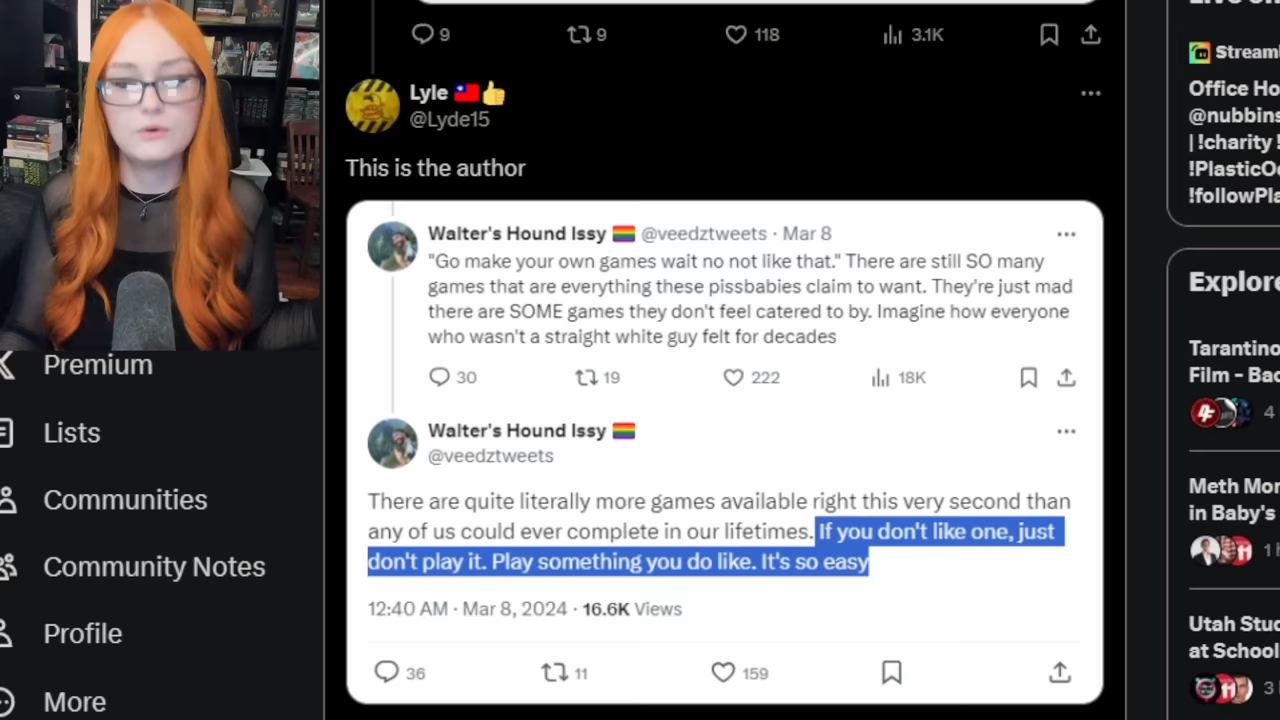 9
9
118
3.1K
Lyle 🇹🇼👍
@Lyde15
This is the author
Walter's Hound Issy 🏳️‍🌈 @veedztweets · Mar 8
"Go make your own games wait no not like that." There are still SO many
games that are everything these pissbabies claim to want. They're just mad
there are SOME games they don't feel catered to by. Imagine how everyone
who wasn't a straight white guy felt for decades
30
19
222
18K
Walter's Hound Issy 🏳️‍🌈
@veedztweets
There are quite literally more games available right this very second than
any of us could ever complete in our lifetimes. If you don't like one, just
don't play it. Play something you do like. It's so easy
12:40 AM · Mar 8, 2024 · 16.6K Views
36
11
159
Premium
Lists
Communities
Community Notes
Profile
More
Office Ho
@nubbins
| !charity !
!PlasticOc
!followPla
Explore
Tarantino
Film - Bac
4
Meth Mor
in Baby's
1 h
Utah Stud
at School
3